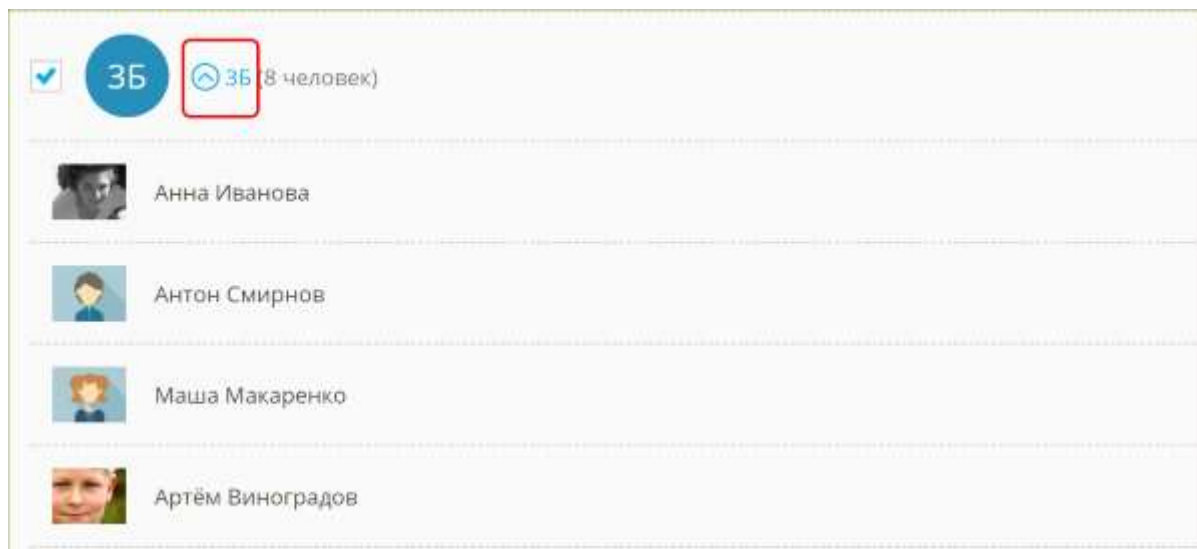 3Б 3Б (8 человек)
Анна Иванова
Антон Смирнов
Маша Макаренко
Артём Виноградов